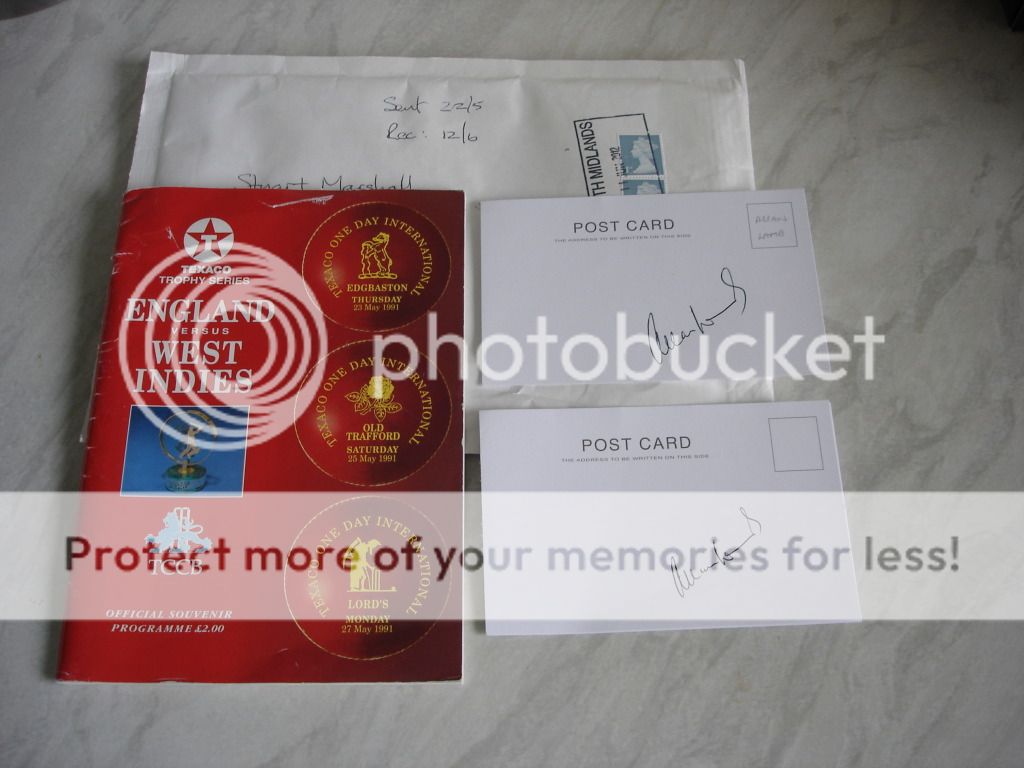 Sent 22/5
Rec: 12/6
Stuart Marshall
TH MIDLANDS
2012
TEXACO
TROPHY SERIES
ENGLAND
VERSUS
WEST
INDIES
TCCB
OFFICIAL SOUVENIR
PROGRAMME £2.00
TEXACO ONE DAY INTERNATIONAL
EDGBASTON
THURSDAY
23 May 1991
TEXACO ONE DAY INTERNATIONAL
OLD
TRAFFORD
SATURDAY
25 May 1991
TEXACO ONE DAY INTERNATIONAL
LORD'S
MONDAY
27 May 1991
POST CARD
THE ADDRESS TO BE WRITTEN ON THIS SIDE
ALLAN
LAMB
POST CARD
THE ADDRESS TO BE WRITTEN ON THIS SIDE
photobucket
Protect more of your memories for less!